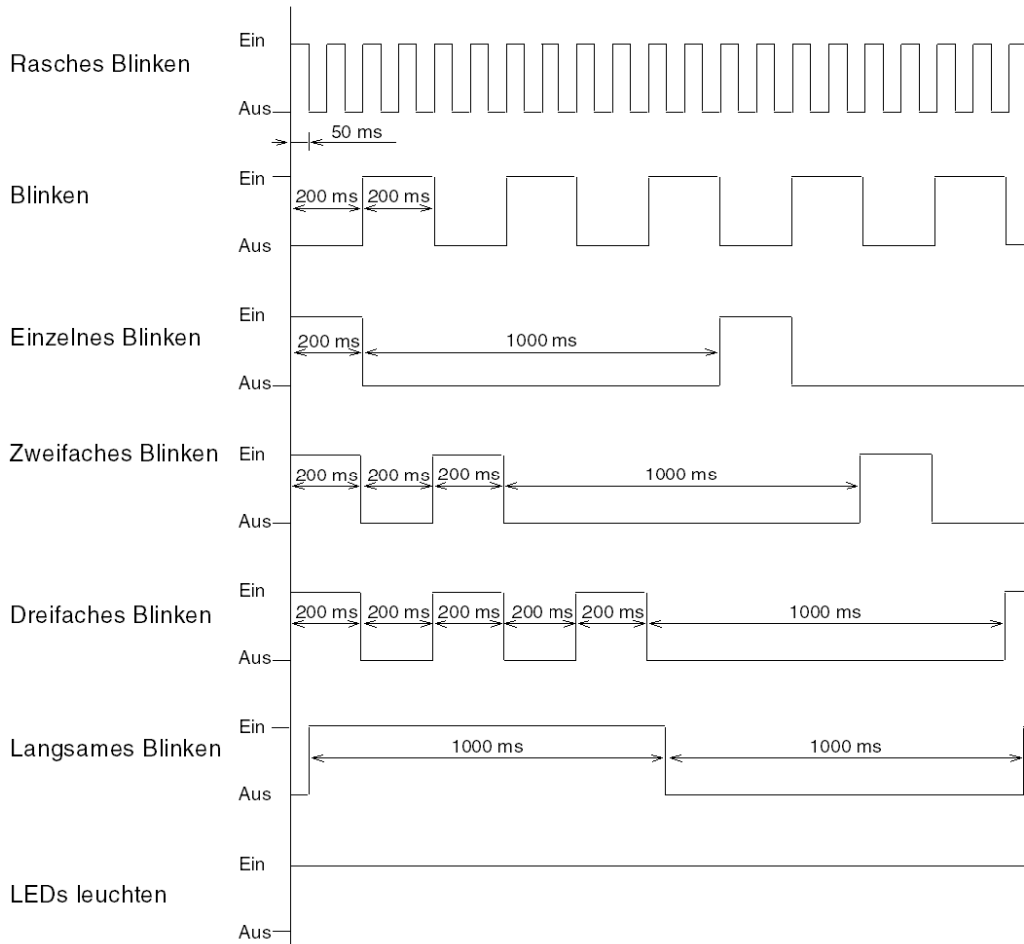 Ein
Rasches Blinken
Aus
50 ms
Ein
Blinken
200 ms 200 ms
Aus
Ein
Einzelnes Blinken
200 ms 1000 ms
Aus
Zweifaches Blinken Ein
200 ms 200 ms 200 ms 1000 ms
Aus
Ein
Dreifaches Blinken
200 ms 200 ms 200 ms 200 ms 200 ms 1000 ms
Aus
Ein
Langsames Blinken
1000 ms 1000 ms
Aus
Ein
LEDs leuchten
Aus